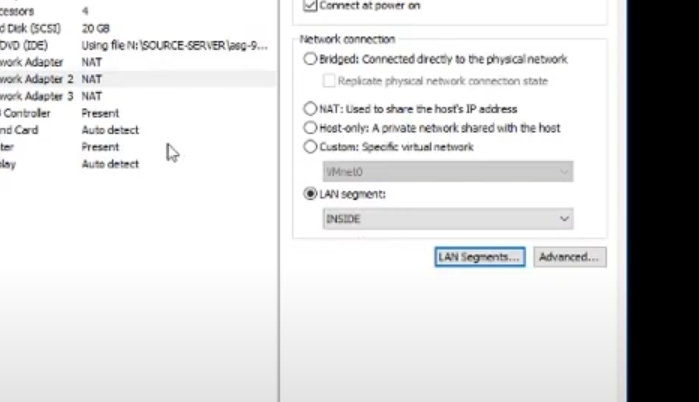 cessors 4
d Disk (SCSI) 20 GB
DVD (IDE) Using file N:\SOURCE-SERVER\asg-9...
work Adapter NAT
work Adapter 2 NAT
work Adapter 3 NAT
Controller Present
nd Card Auto detect
ter Present
play Auto detect
Connect at power on
Network connection
Bridged: Connected directly to the physical network
Replicate physical network connection state
NAT: Used to share the host's IP address
Host-only: A private network shared with the host
Custom: Specific virtual network
VMnet0
LAN segment:
INSIDE
LAN Segments... Advanced...